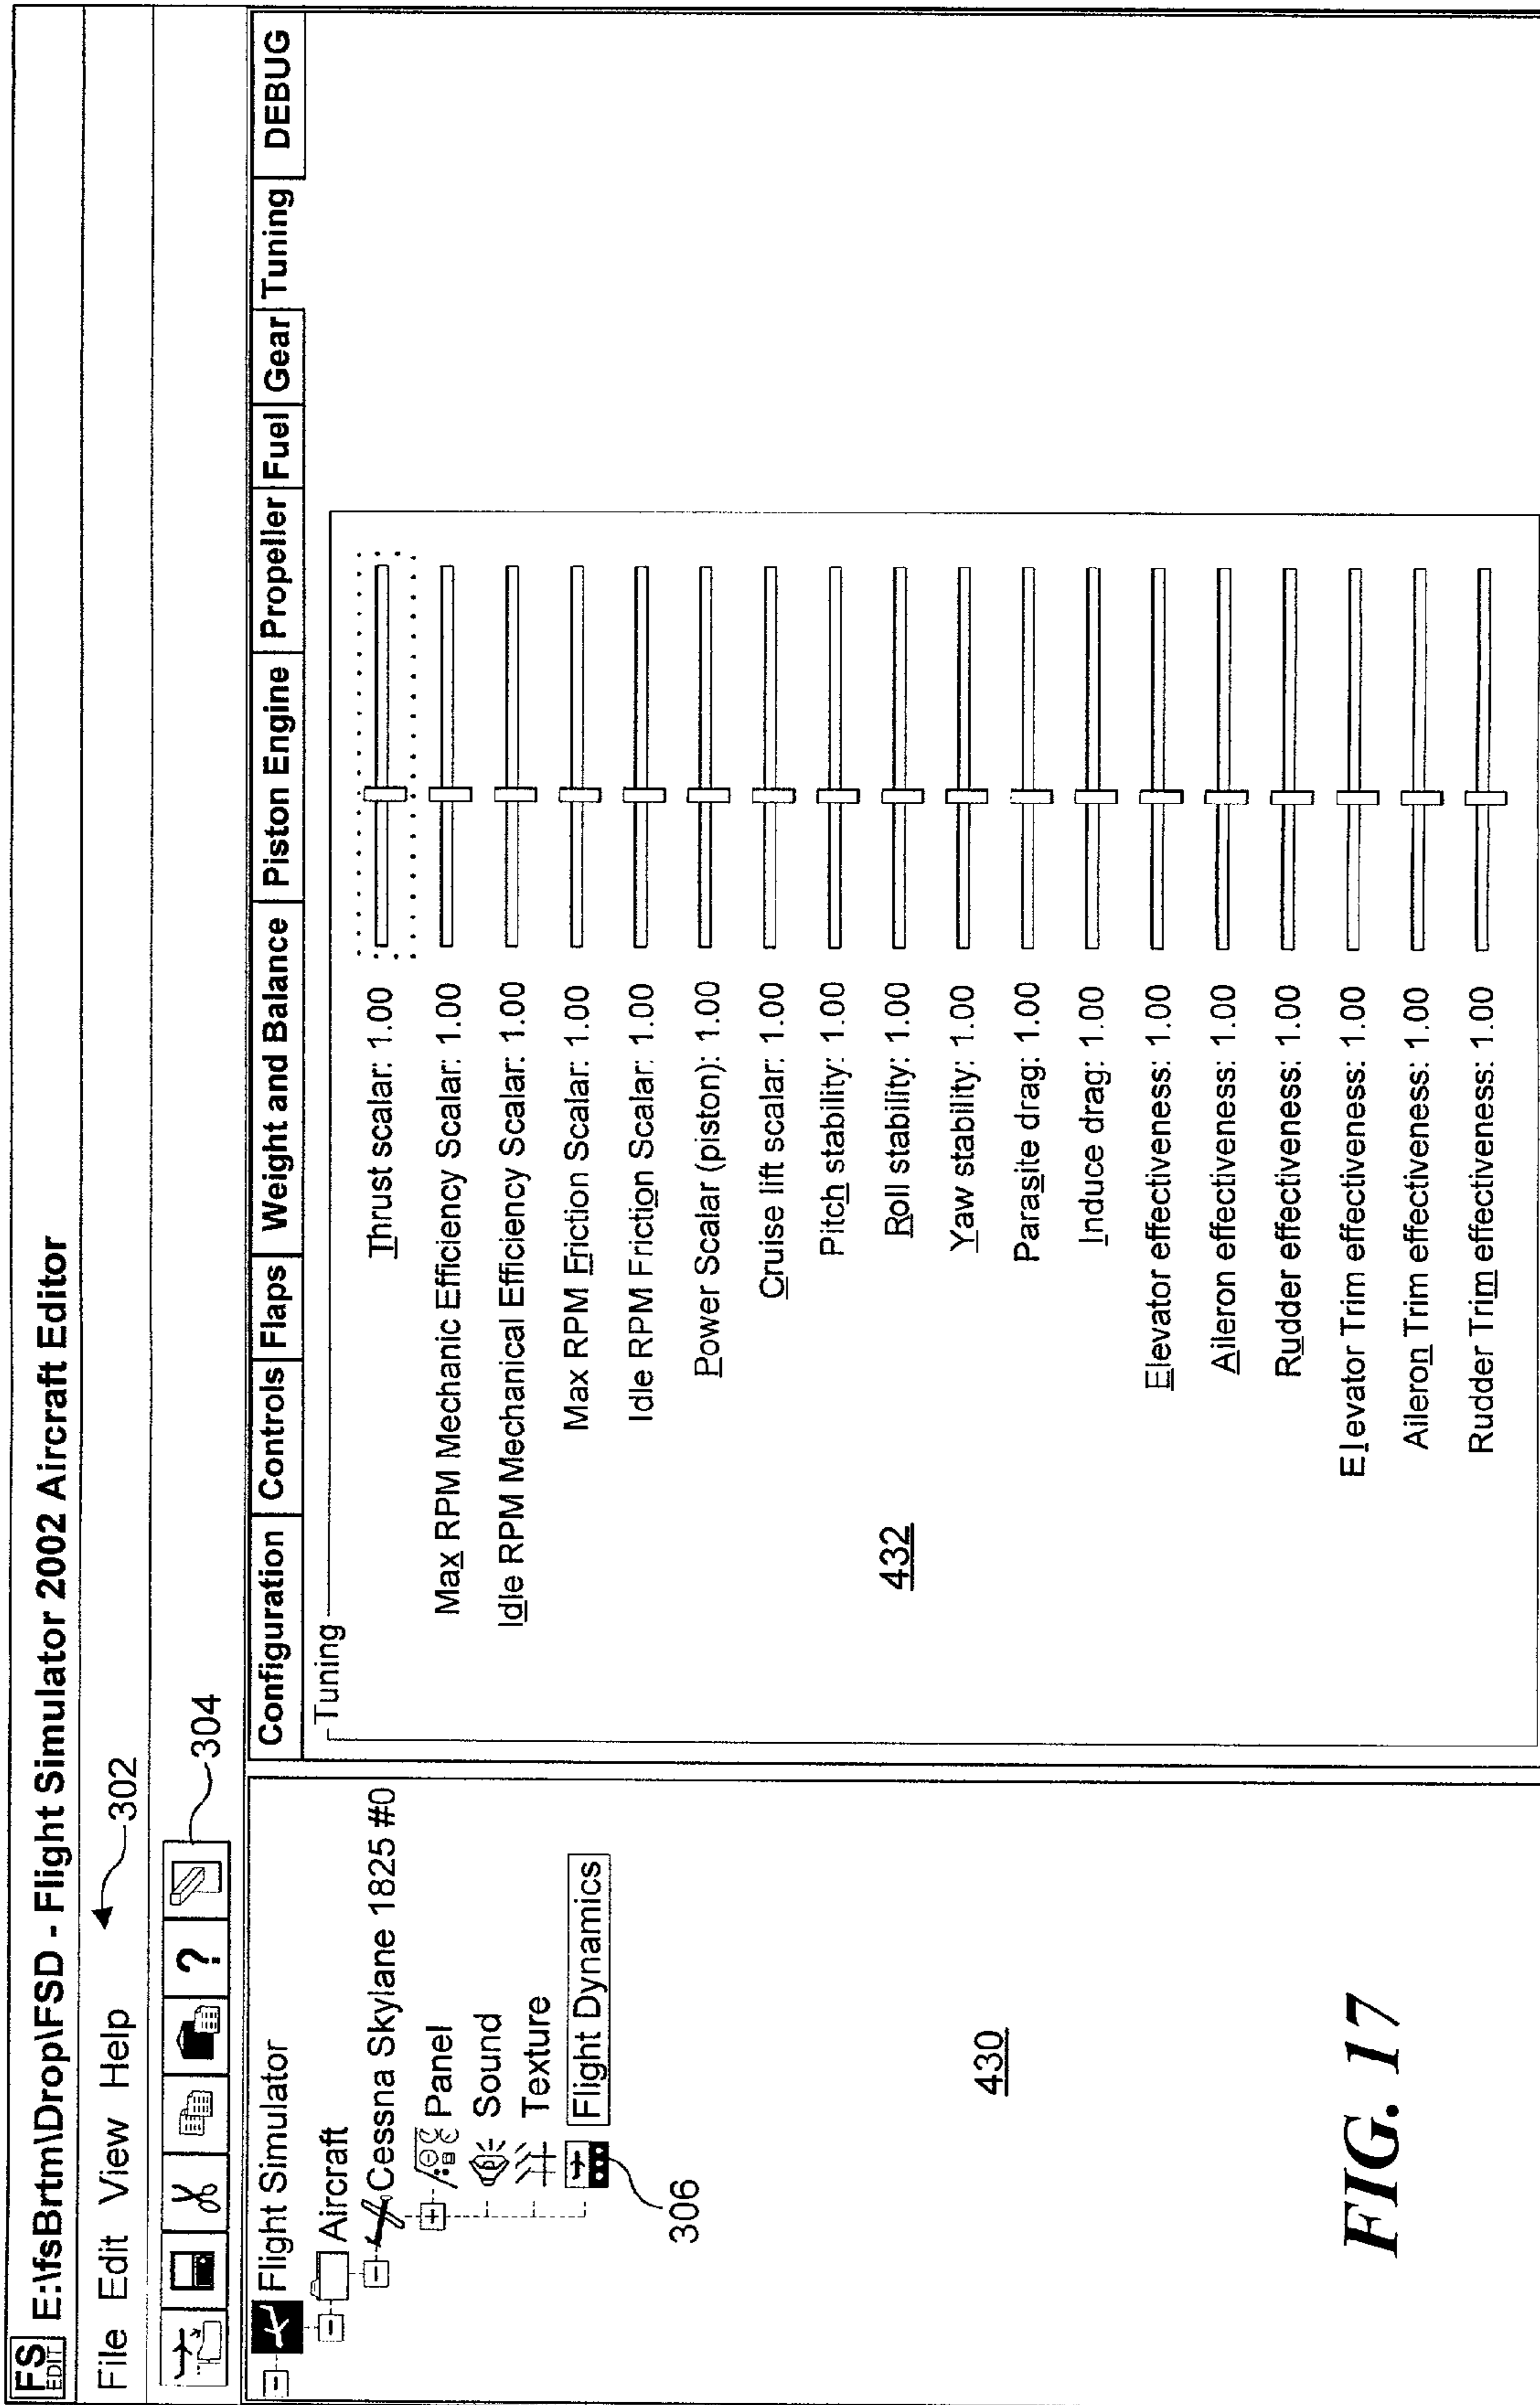 FS
EDIT
E:\fsBrtm\Drop\FSD - Flight Simulator 2002 Aircraft Editor
File Edit View Help
302
?
304
Flight Simulator
Aircraft
Cessna Skylane 1825 #0
Panel
Sound
Texture
Flight Dynamics
306
430
Configuration Controls Flaps Weight and Balance Piston Engine Propeller Fuel Gear Tuning DEBUG
Tuning
Thrust scalar: 1.00
Max RPM Mechanic Efficiency Scalar: 1.00
Idle RPM Mechanical Efficiency Scalar: 1.00
Max RPM Friction Scalar: 1.00
Idle RPM Friction Scalar: 1.00
Power Scalar (piston): 1.00
Cruise lift scalar: 1.00
Pitch stability: 1.00
Roll stability: 1.00
Yaw stability: 1.00
Parasite drag: 1.00
Induce drag: 1.00
Elevator effectiveness: 1.00
Aileron effectiveness: 1.00
Rudder effectiveness: 1.00
Elevator Trim effectiveness: 1.00
Aileron Trim effectiveness: 1.00
Rudder Trim effectiveness: 1.00
432
FIG. 17